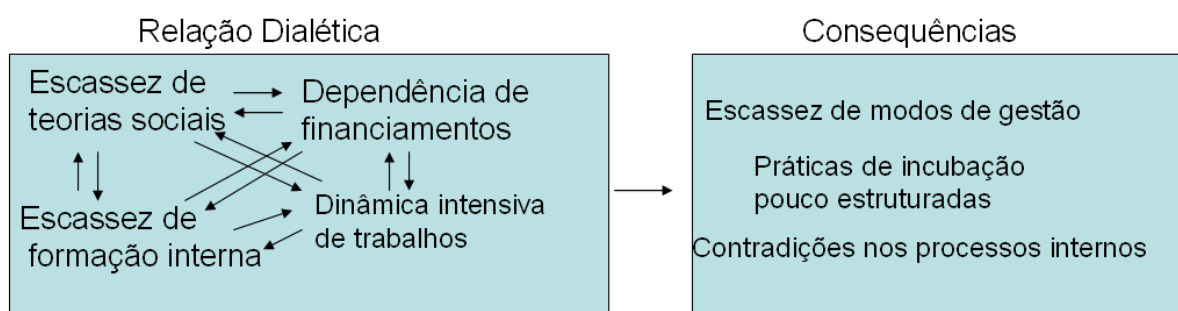 Relação Dialética
Escassez de
teorias sociais
Dependência de
financiamentos
Escassez de
formação interna
Dinâmica intensiva
de trabalhos
Consequências
Escassez de modos de gestão
Práticas de incubação
pouco estruturadas
Contradições nos processos internos